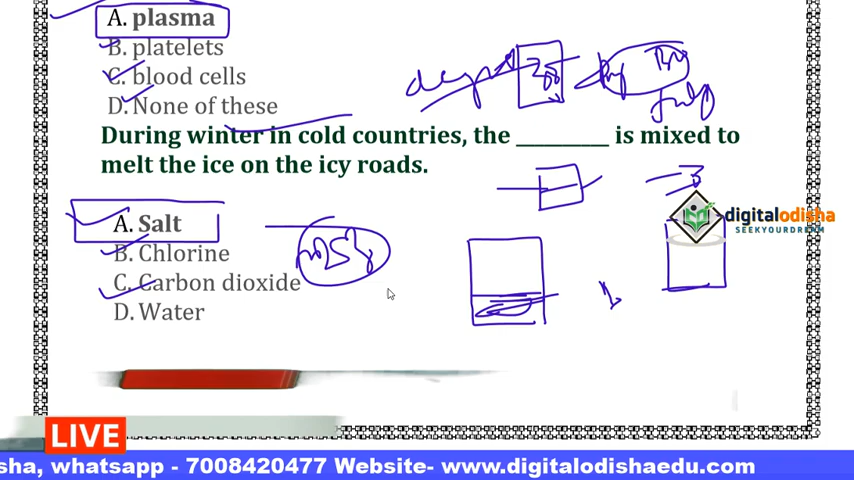 A. plasma
B. platelets
C. blood cells
D. None of these
During winter in cold countries, the __________ is mixed to
melt the ice on the icy roads.
A. Salt
B. Chlorine
C. Carbon dioxide
D. Water
digitalodisha
SEEKYOURDREAM
LIVE
sha, whatsapp - 7008420477 Website- www.digitalodishaedu.com